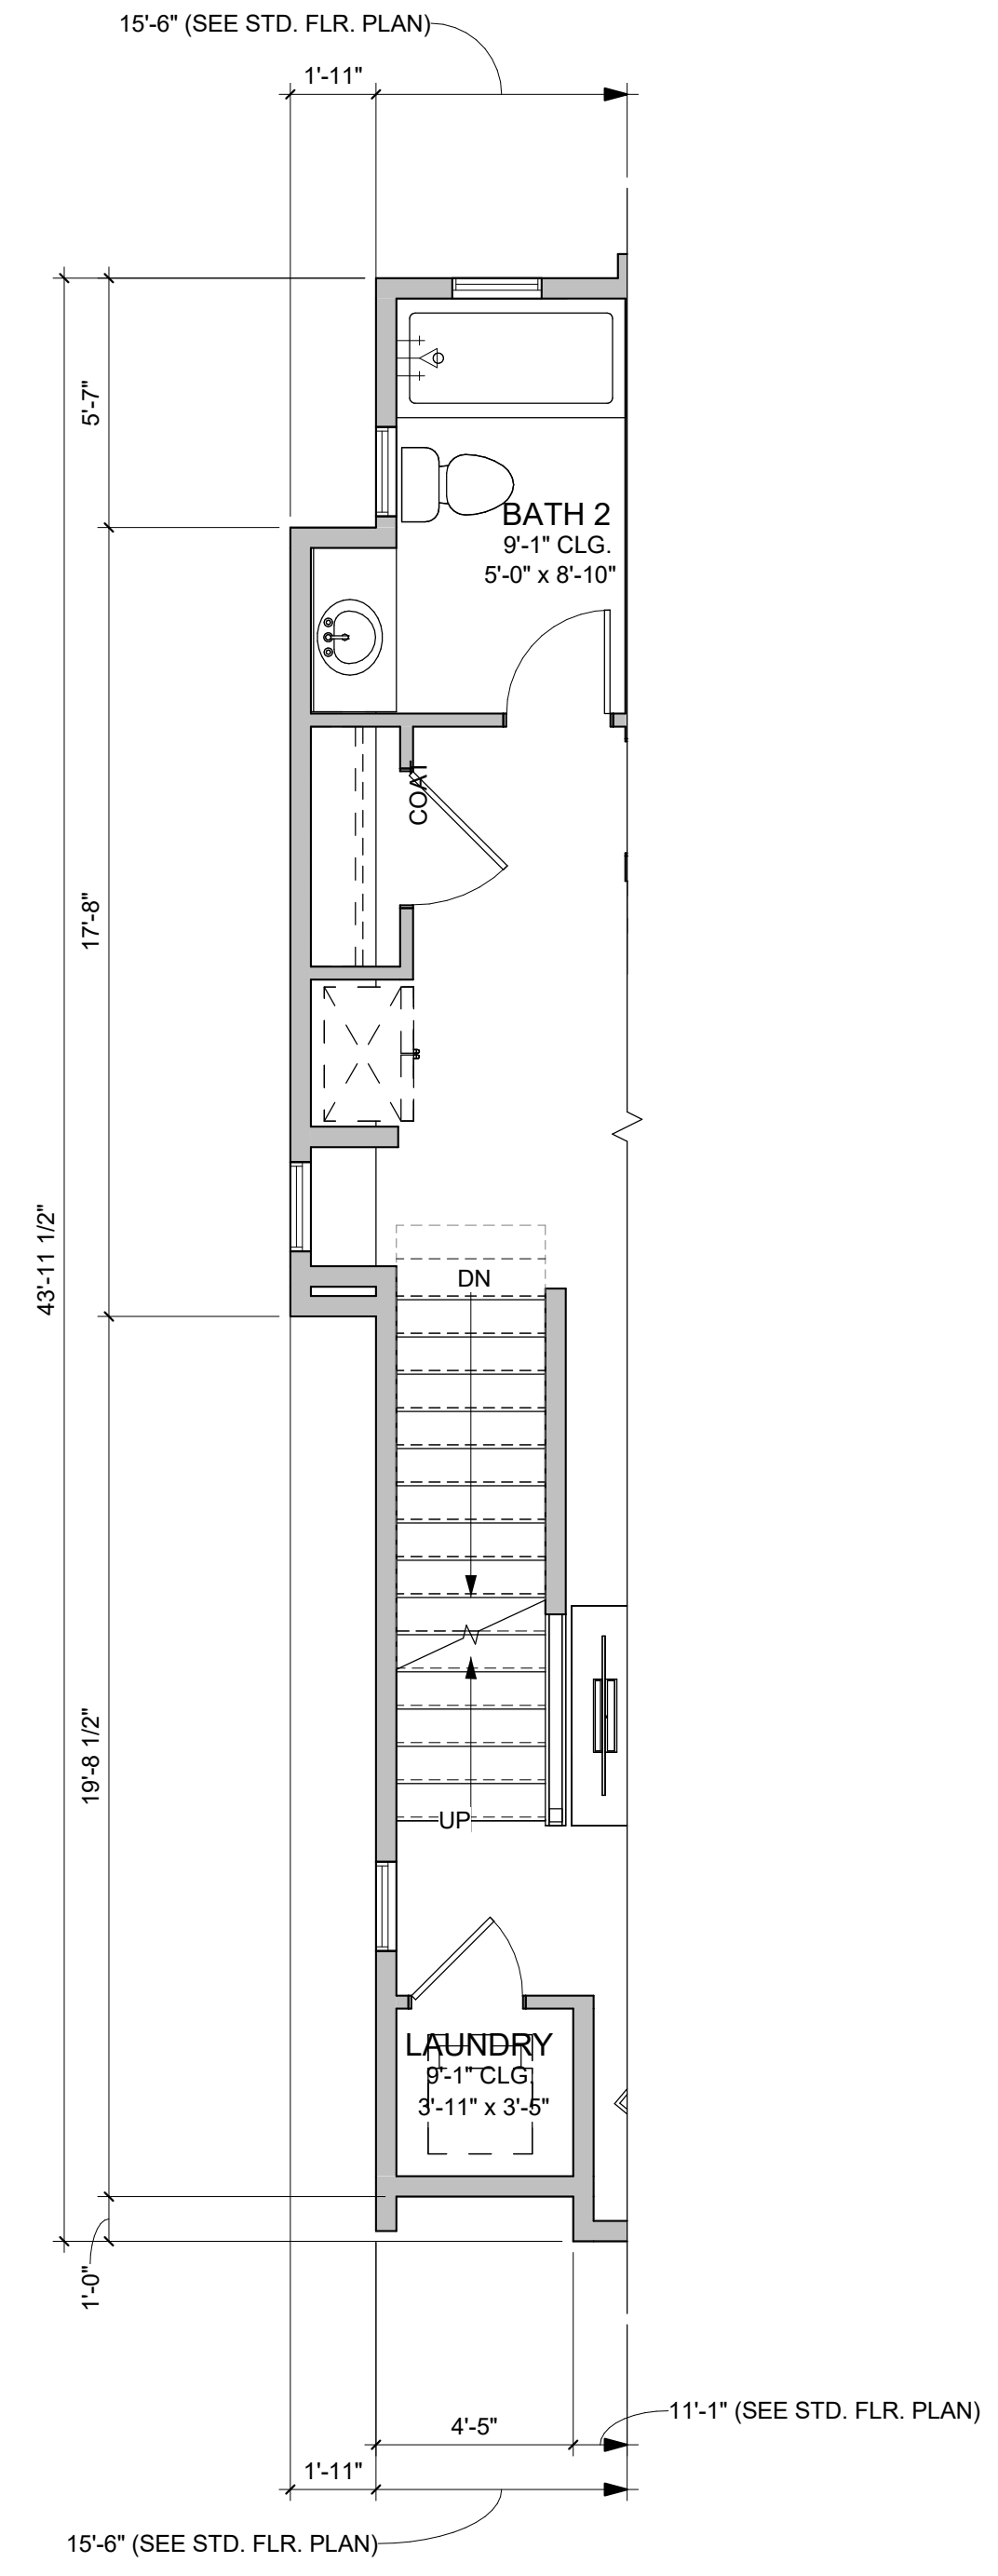 15'-6" (SEE STD. FLR. PLAN)
1'-11"
5'-7"
BATH 2
9'-1" CLG.
5'-0" x 8'-10"
COAT
17'-8"
43'-11 1/2"
DN
19'-8 1/2"
UP
LAUNDRY
9'-1" CLG.
3'-11" x 3'-5"
1'-0"
11'-1" (SEE STD. FLR. PLAN)
4'-5"
1'-11"
15'-6" (SEE STD. FLR. PLAN)